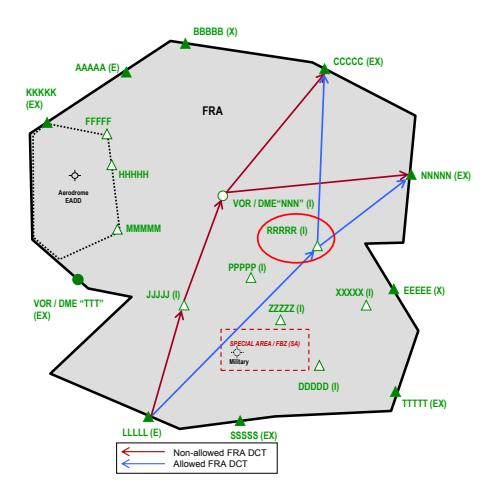 BBBBB (X)
CCCCC (EX)
AAAAA (E)
KKKKK
(EX)
FFFFF
FRA
HHHHH
Aerodrome
EADD
NNNNN (EX)
VOR / DME“NNN” (I)
RRRRR (I)
MMMMM
PPPPP (I)
VOR / DME “TTT”
(EX)
JJJJJ (I)
XXXXX (I)
EEEEE (X)
ZZZZZ (I)
SPECIAL AREA / FBZ (SA)
Military
DDDDD (I)
TTTTT (EX)
LLLLL (E)
SSSSS (EX)
Non-allowed FRA DCT
Allowed FRA DCT